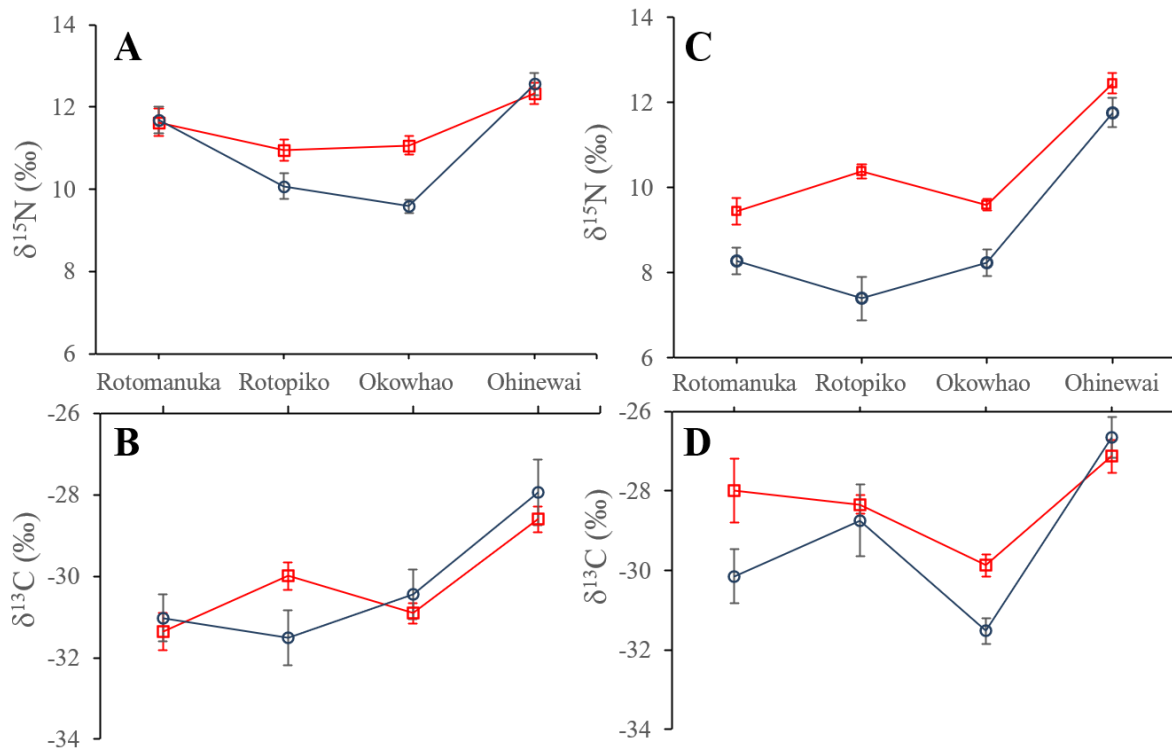 A
14
12
10
8
6
δ¹⁵N (‰)
Rotomanuka Rotopiko Okowhao Ohinewai
B
-26
-28
-30
-32
-34
δ¹³C (‰)
C
14
12
10
8
6
δ¹⁵N (‰)
Rotomanuka Rotopiko Okowhao Ohinewai
D
-26
-28
-30
-32
-34
δ¹³C (‰)